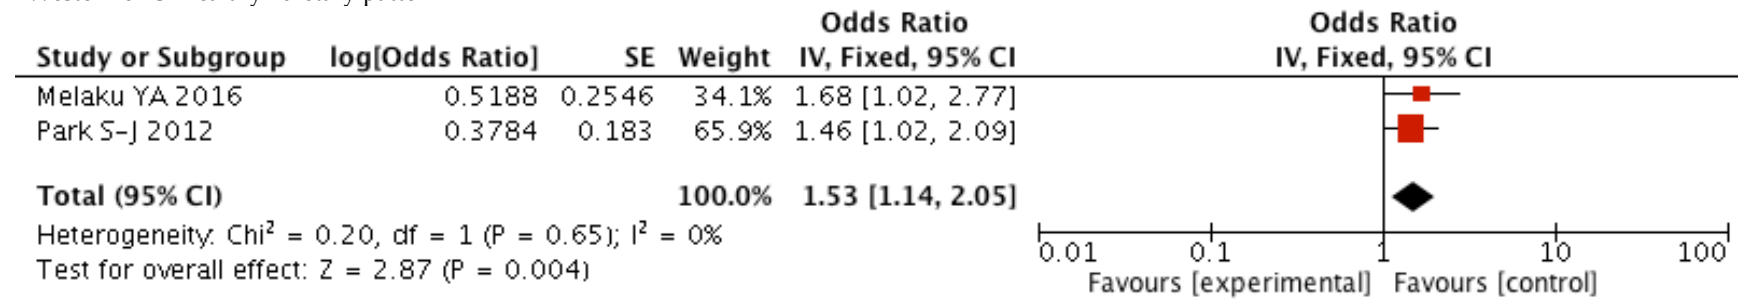 Odds Ratio Odds Ratio
Study or Subgroup log[Odds Ratio] SE Weight IV, Fixed, 95% CI IV, Fixed, 95% CI
Melaku YA 2016 0.5188 0.2546 34.1% 1.68 [1.02, 2.77]
Park S-J 2012 0.3784 0.183 65.9% 1.46 [1.02, 2.09]
Total (95% CI) 100.0% 1.53 [1.14, 2.05]
Heterogeneity: Chi² = 0.20, df = 1 (P = 0.65); I² = 0%
Test for overall effect: Z = 2.87 (P = 0.004)
0.01 0.1 1 10 100
Favours [experimental] Favours [control]